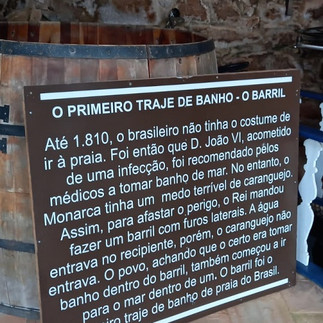 O PRIMEIRO TRAJE DE BANHO - O BARRIL
Até 1.810, o brasileiro não tinha o costume de
ir à praia. Foi então que D. João VI, acometido
de uma infecção, foi recomendado pelos
médicos a tomar banho de mar. No entanto, o
Monarca tinha um medo terrível de caranguejo.
Assim, para afastar o perigo, o Rei mandou
fazer um barril com furos laterais. A água
entrava no recipiente, porém, o caranguejo não
entrava. O povo, achando que o certo era tomar
banho dentro do barril, também começou a ir
para o mar dentro de um. O barril foi o
eiro traje de banho de praia do Brasil.